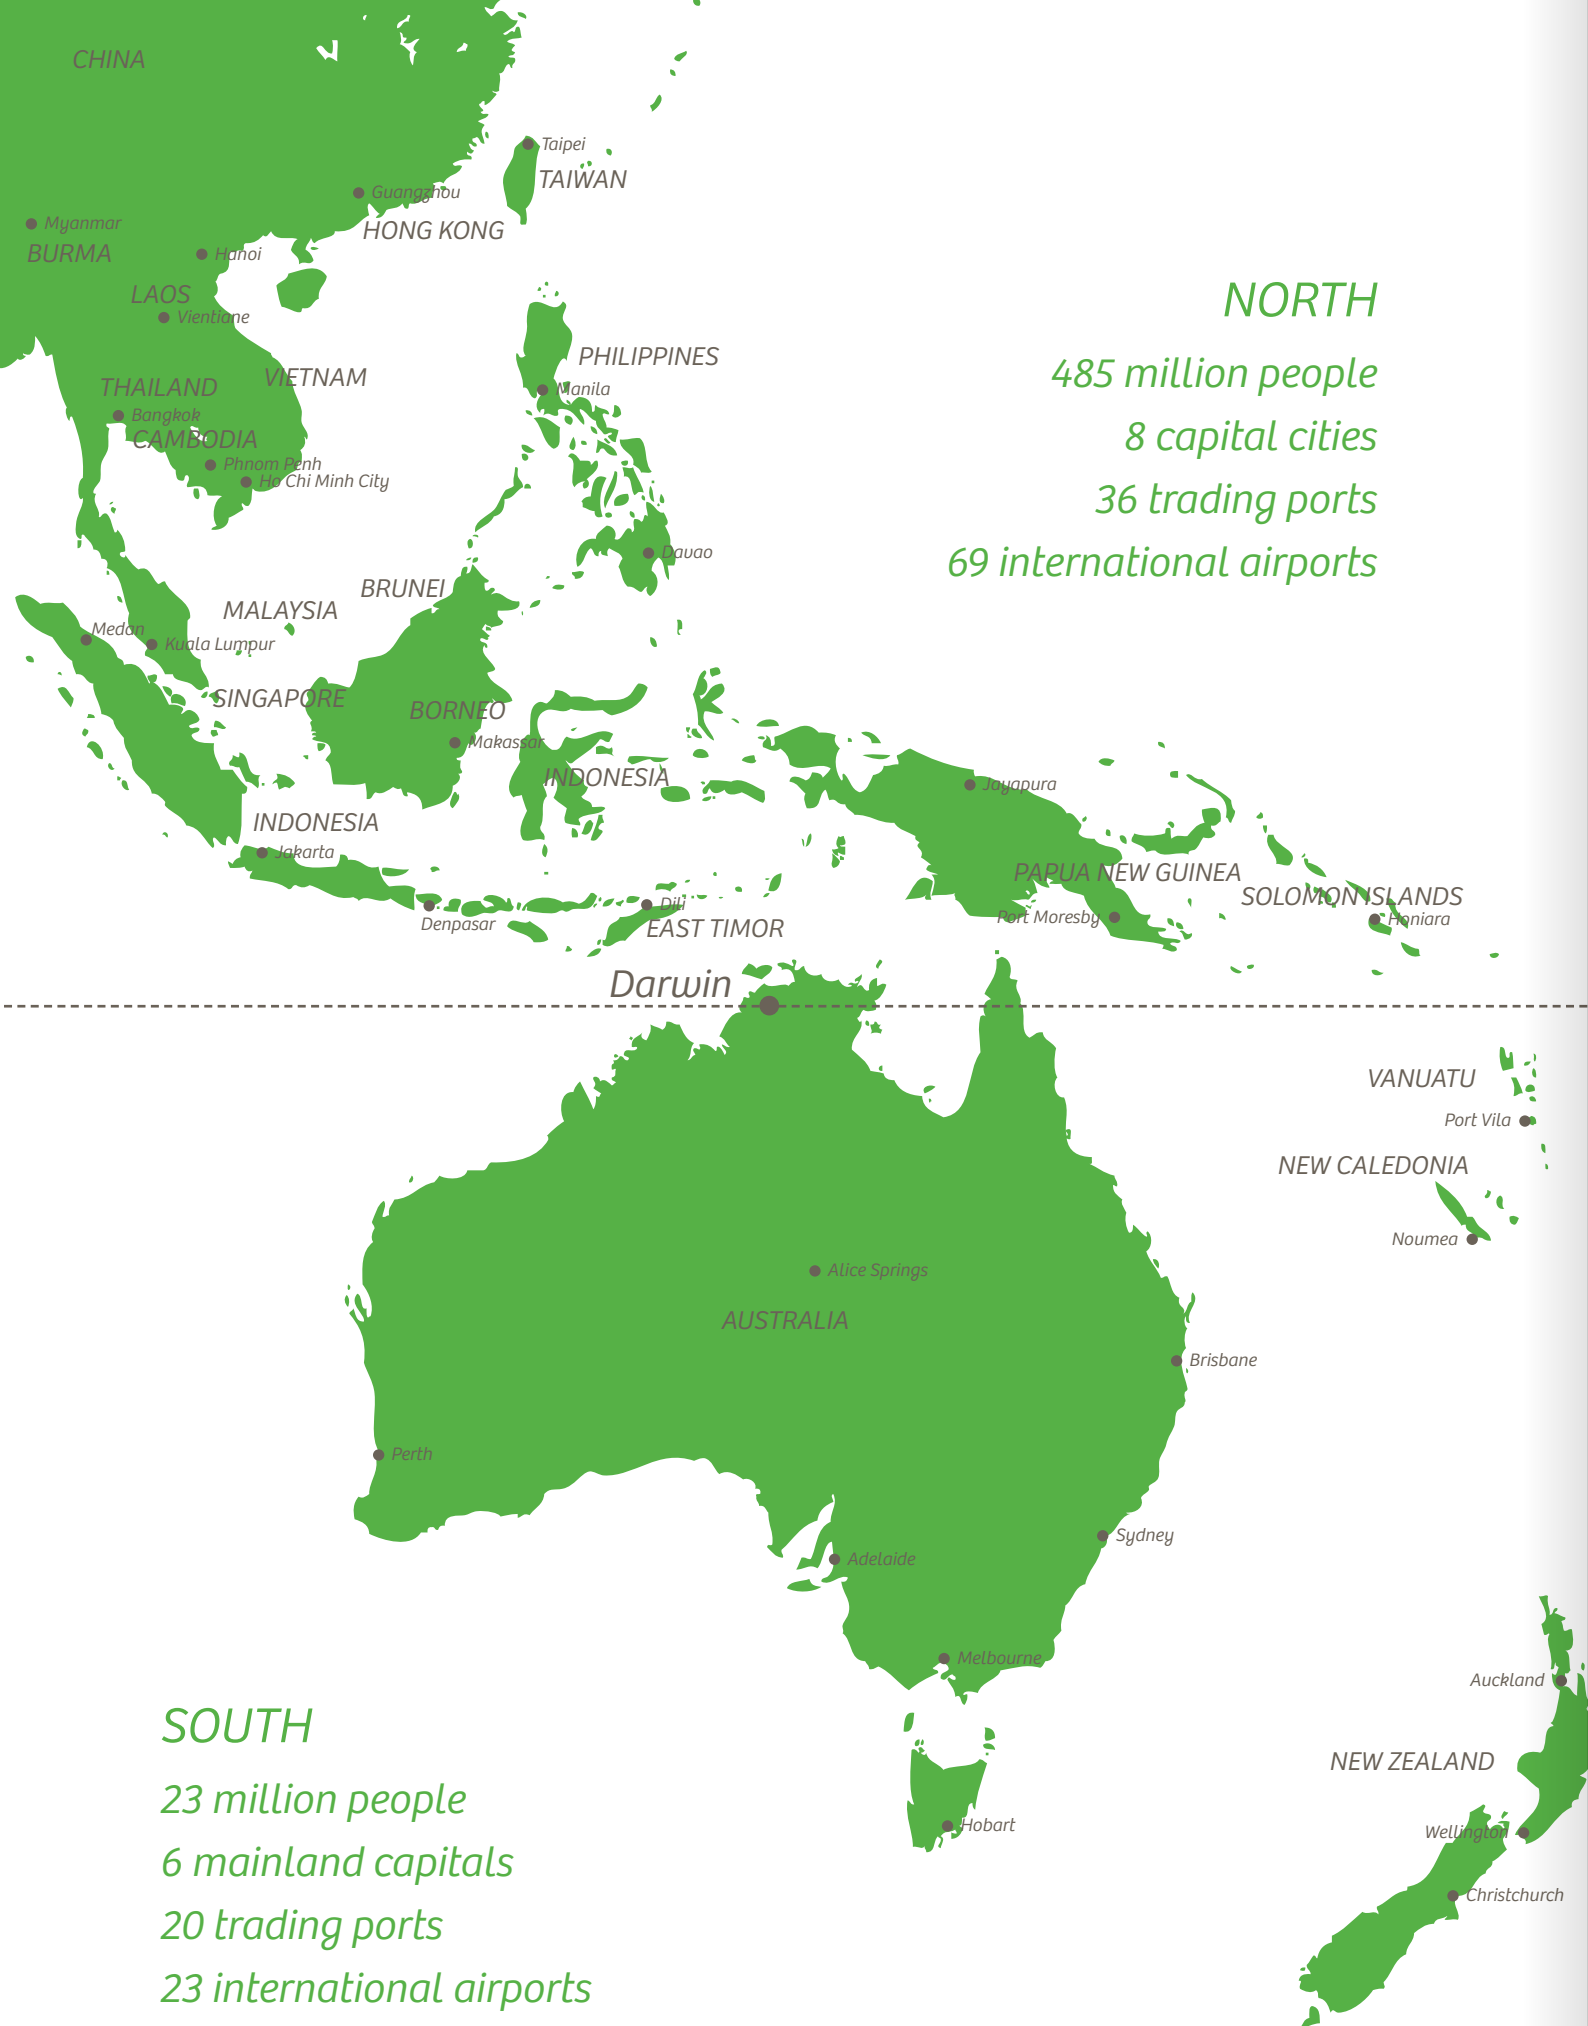 CHINA
Taipei
TAIWAN
Guangzhou
HONG KONG
Myanmar
BURMA
Hanoi
LAOS
Vientiane
NORTH
485 million people
8 capital cities
36 trading ports
69 international airports
PHILIPPINES
Manila
VIETNAM
THAILAND
Bangkok
CAMBODIA
Phnom Penh
Ho Chi Minh City
Davao
BRUNEI
MALAYSIA
Medan
Kuala Lumpur
SINGAPORE
BORNEO
Makassar
INDONESIA
Jayapura
INDONESIA
Jakarta
PAPUA NEW GUINEA
SOLOMON ISLANDS
Denpasar
Dili
EAST TIMOR
Port Moresby
Honiara
Darwin
VANUATU
Port Vila
NEW CALEDONIA
Noumea
Alice Springs
AUSTRALIA
Brisbane
Perth
Sydney
Adelaide
Melbourne
Auckland
SOUTH
23 million people
6 mainland capitals
20 trading ports
23 international airports
NEW ZEALAND
Hobart
Wellington
Christchurch